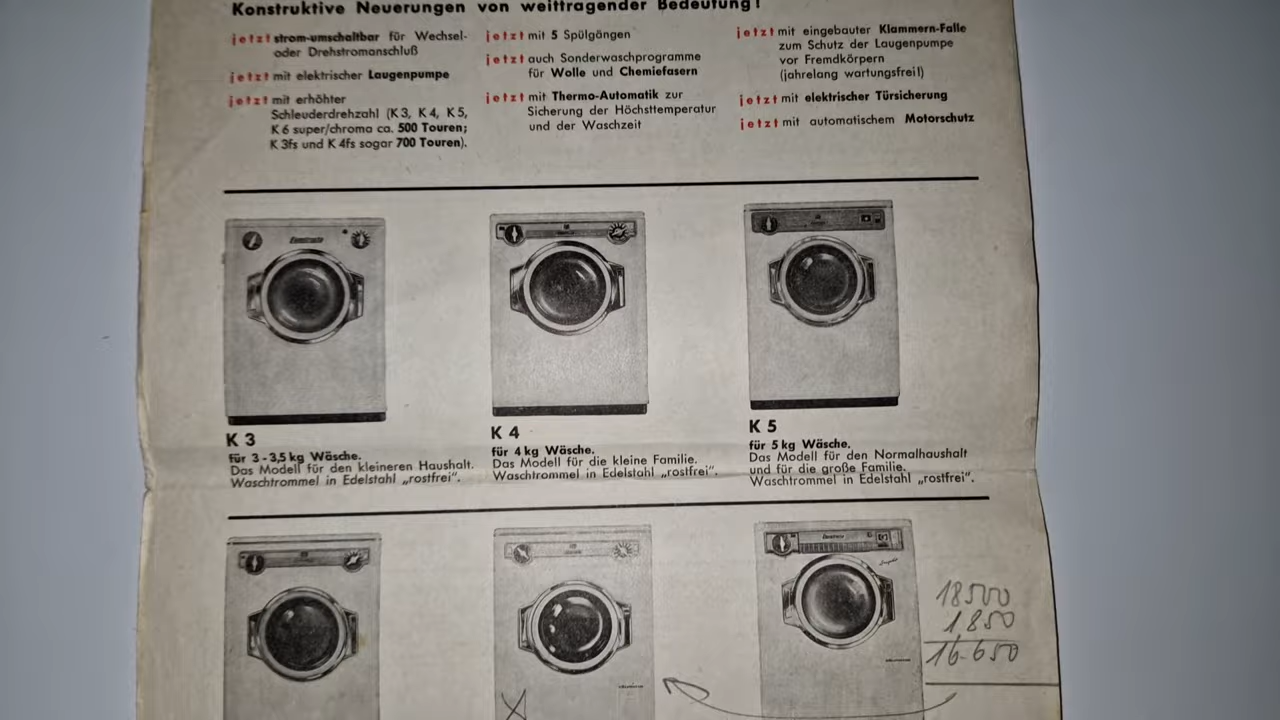 Konstruktive Neuerungen von weittragender Bedeutung!
jetzt strom-umschaltbar für Wechsel-
oder Drehstromanschluß
jetzt mit elektrischer Laugenpumpe
jetzt mit erhöhter
Schleuderdrehzahl (K 3, K 4, K 5,
K 6 super/chroma ca. 500 Touren;
K 3fs und K 4fs sogar 700 Touren).
jetzt mit 5 Spülgängen
jetzt auch Sonderwaschprogramme
für Wolle und Chemiefasern
jetzt mit Thermo-Automatik zur
Sicherung der Höchsttemperatur
und der Waschzeit
jetzt mit eingebauter Klammern-Falle
zum Schutz der Laugenpumpe
vor Fremdkörpern
(jahrelang wartungsfrei!)
jetzt mit elektrischer Türsicherung
jetzt mit automatischem Motorschutz
Constructa
K 3
für 3-3,5 kg Wäsche.
Das Modell für den kleineren Haushalt.
Waschtrommel in Edelstahl „rostfrei".
K 4
für 4 kg Wäsche.
Das Modell für die kleine Familie.
Waschtrommel in Edelstahl „rostfrei".
K 5
für 5 kg Wäsche.
Das Modell für den Normalhaushalt
und für die große Familie.
Waschtrommel in Edelstahl „rostfrei".
18500
1850
16.650